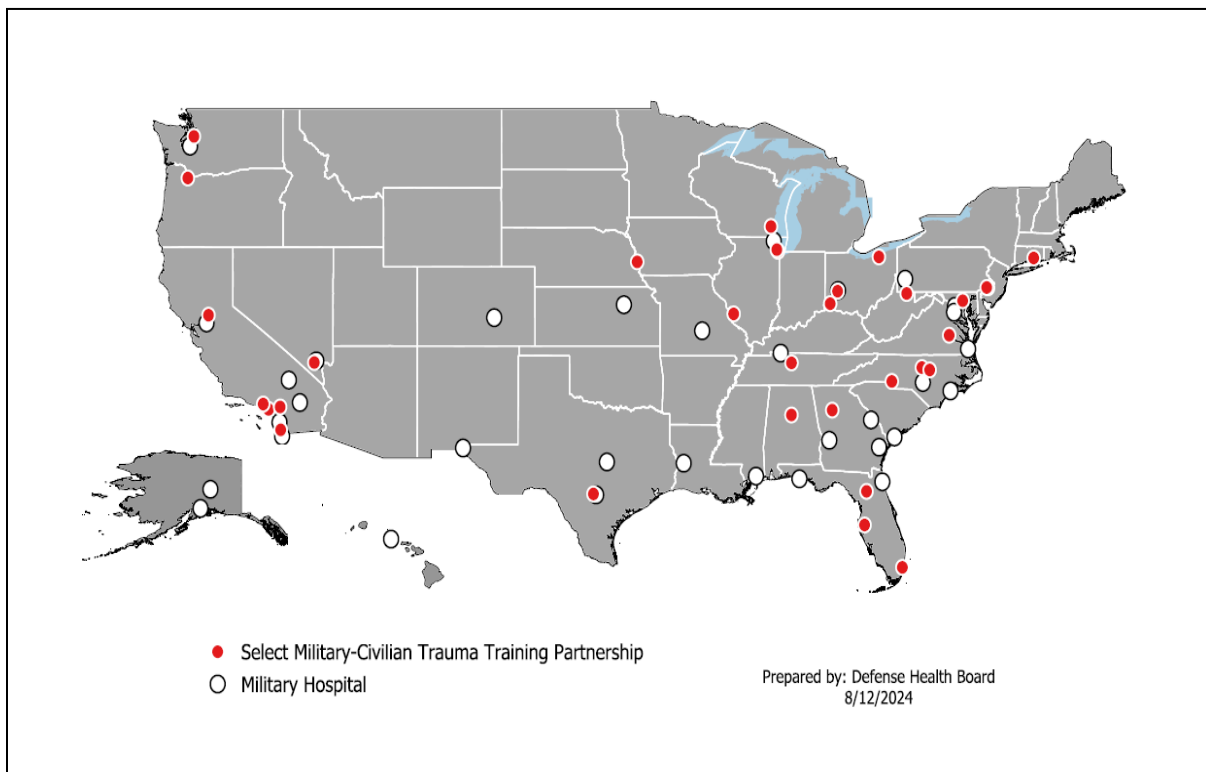 Select Military-Civilian Trauma Training Partnership
Military Hospital
Prepared by: Defense Health Board
8/12/2024